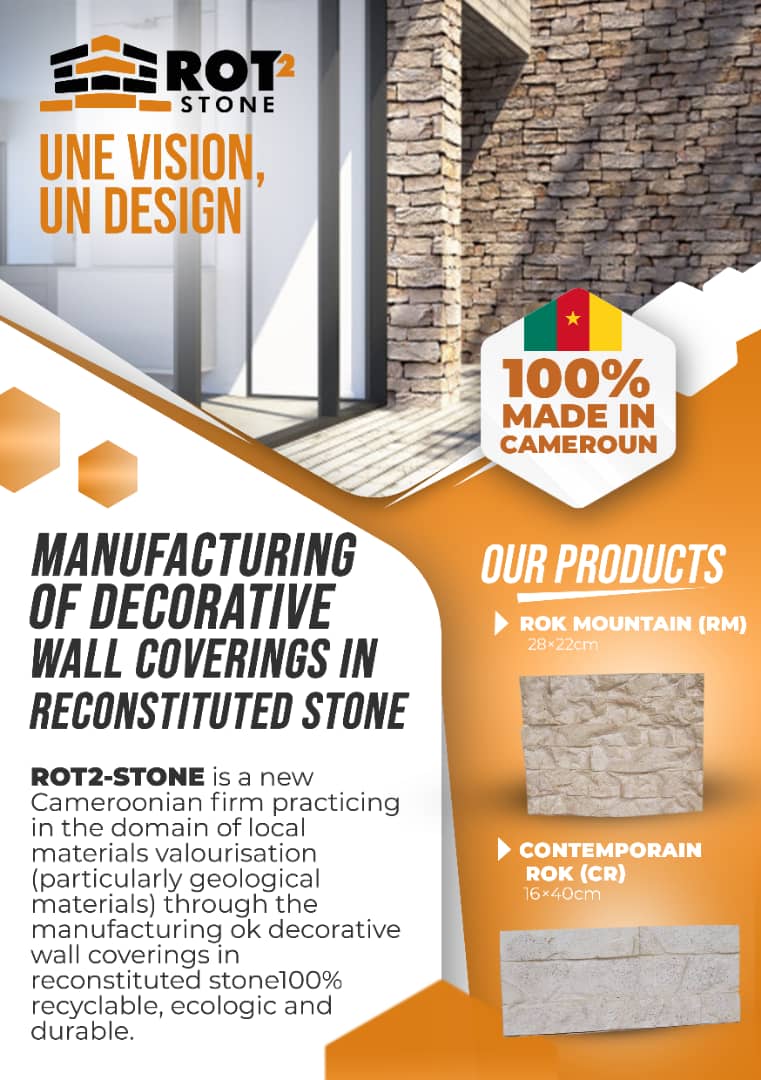 ROT²
STONE
UNE VISION,
UN DESIGN
100%
MADE IN
CAMEROUN
MANUFACTURING
OF DECORATIVE
WALL COVERINGS IN
RECONSTITUTED STONE
ROT2-STONE is a new
Cameroonian firm practicing
in the domain of local
materials valourisation
(particularly geological
materials) through the
manufacturing ok decorative
wall coverings in
reconstituted stone100%
recyclable, ecologic and
durable.
OUR PRODUCTS
ROK MOUNTAIN (RM)
28×22cm
CONTEMPORAIN
ROK (CR)
16×40cm